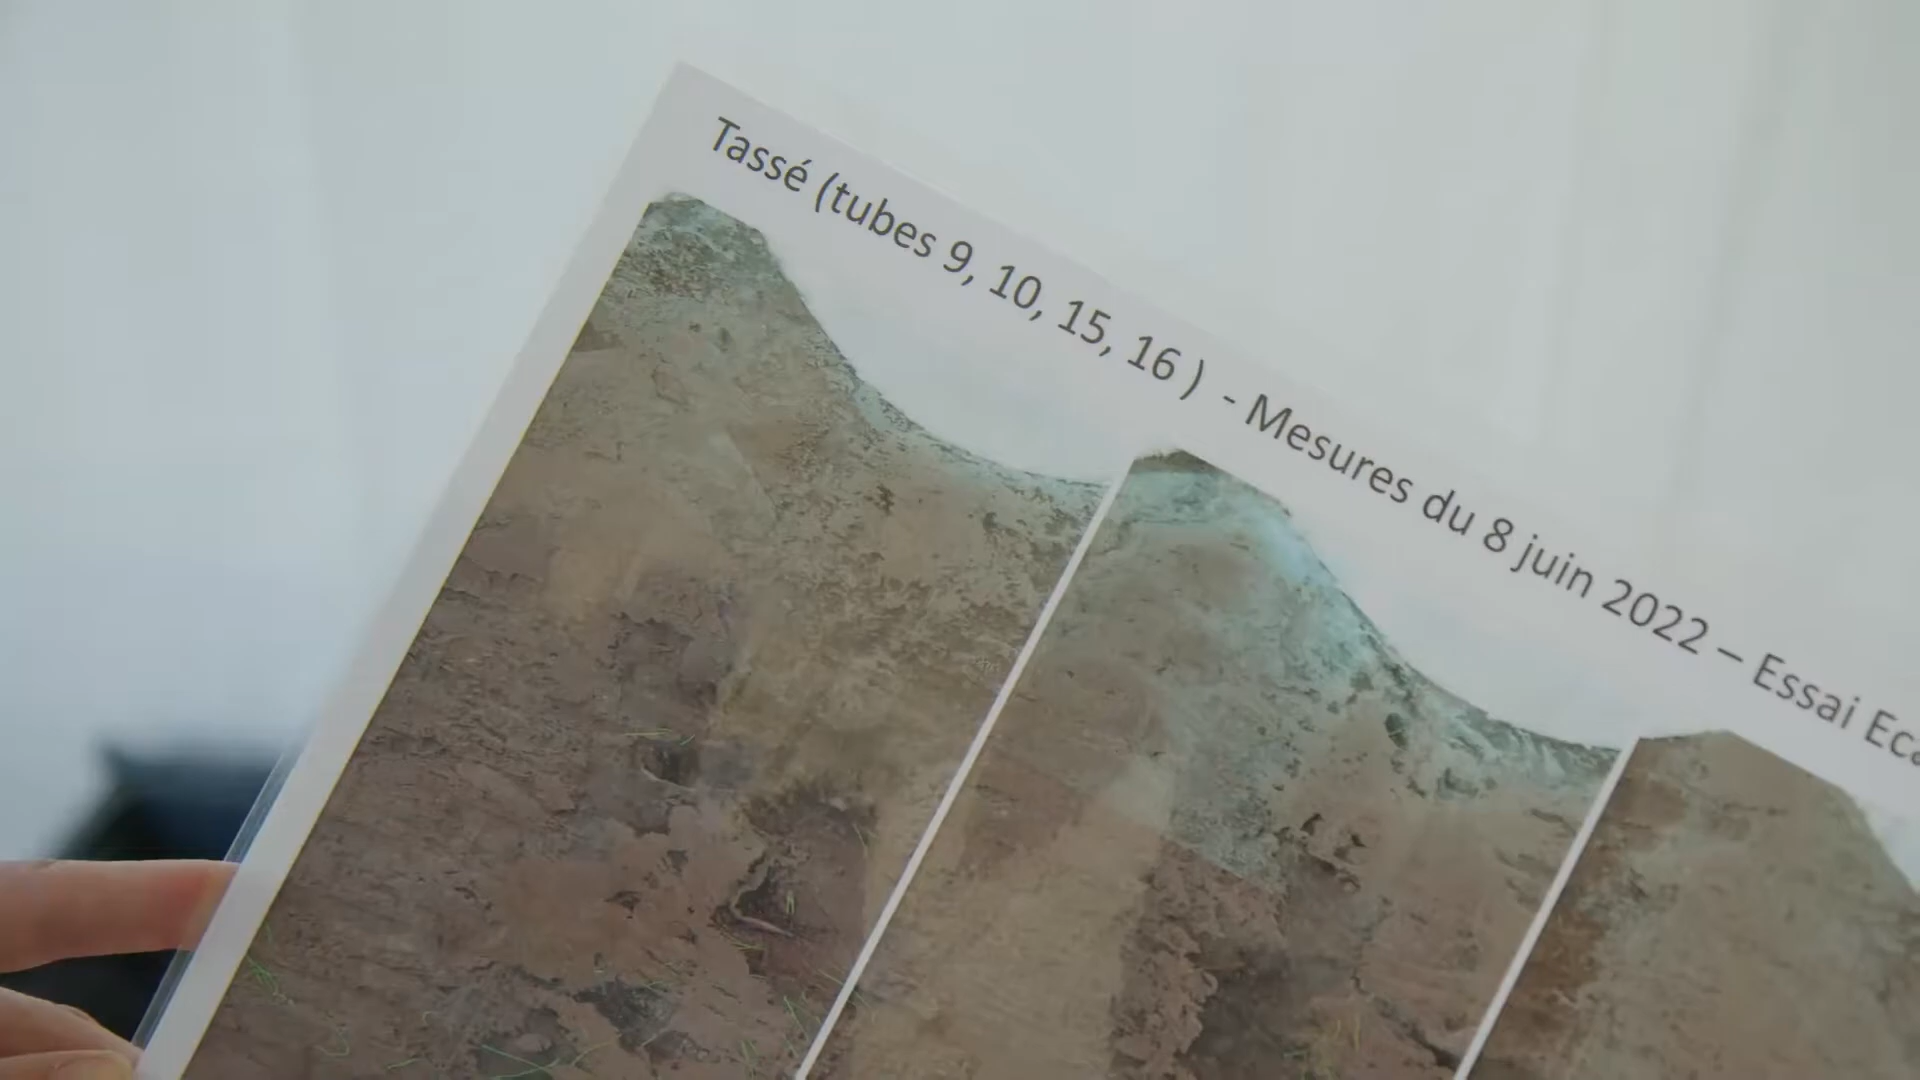 Tassé (tubes 9, 10, 15, 16 ) - Mesures du 8 juin 2022 – Essai